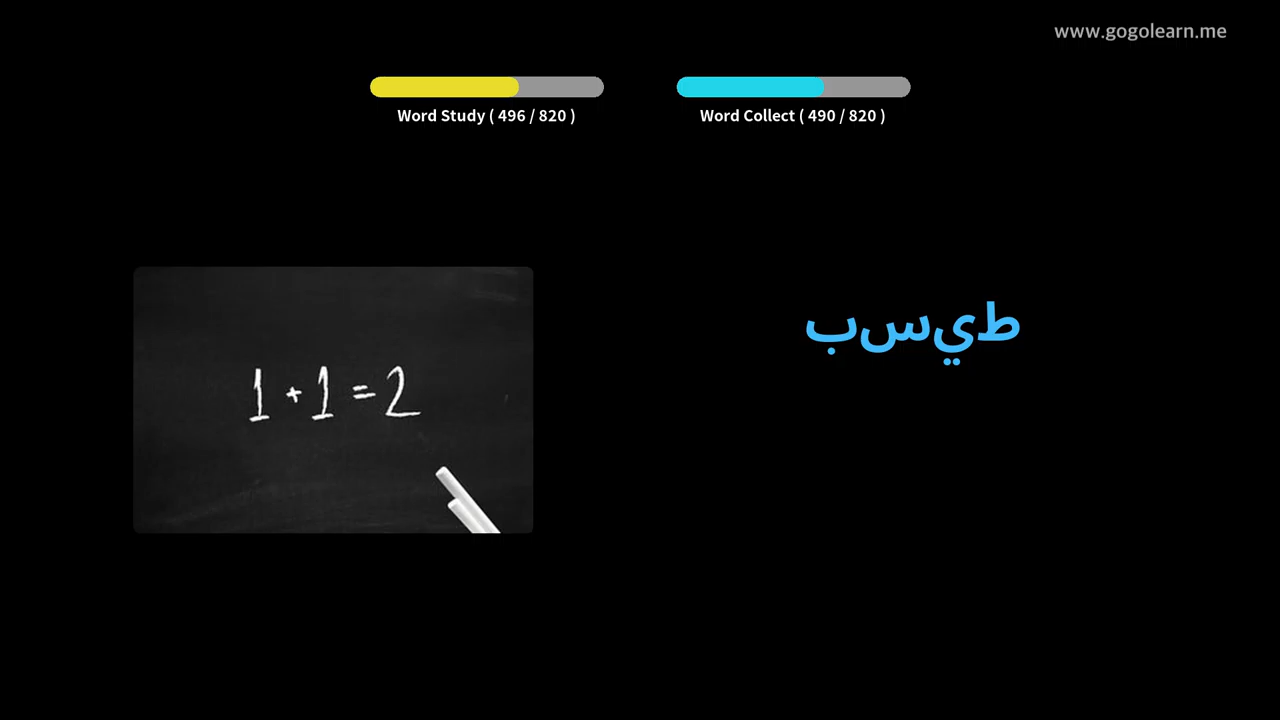 www.gogolearn.me
Word Study ( 496 / 820 )
Word Collect ( 490 / 820 )
بسيط
1 + 1 = 2